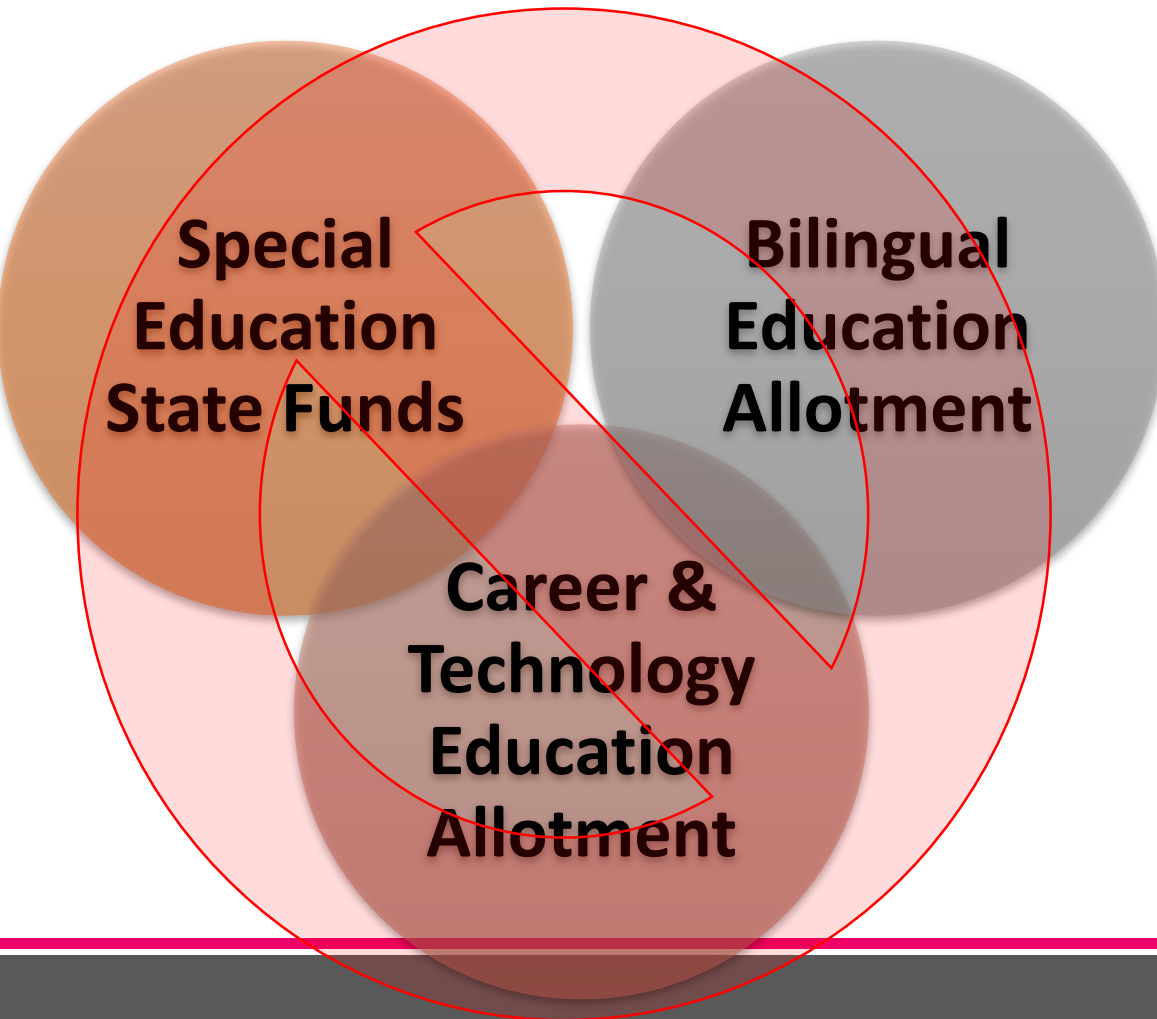 Special
Education
State Funds
Bilingual
Education
Allotment
Career &
Technology
Education
Allotment